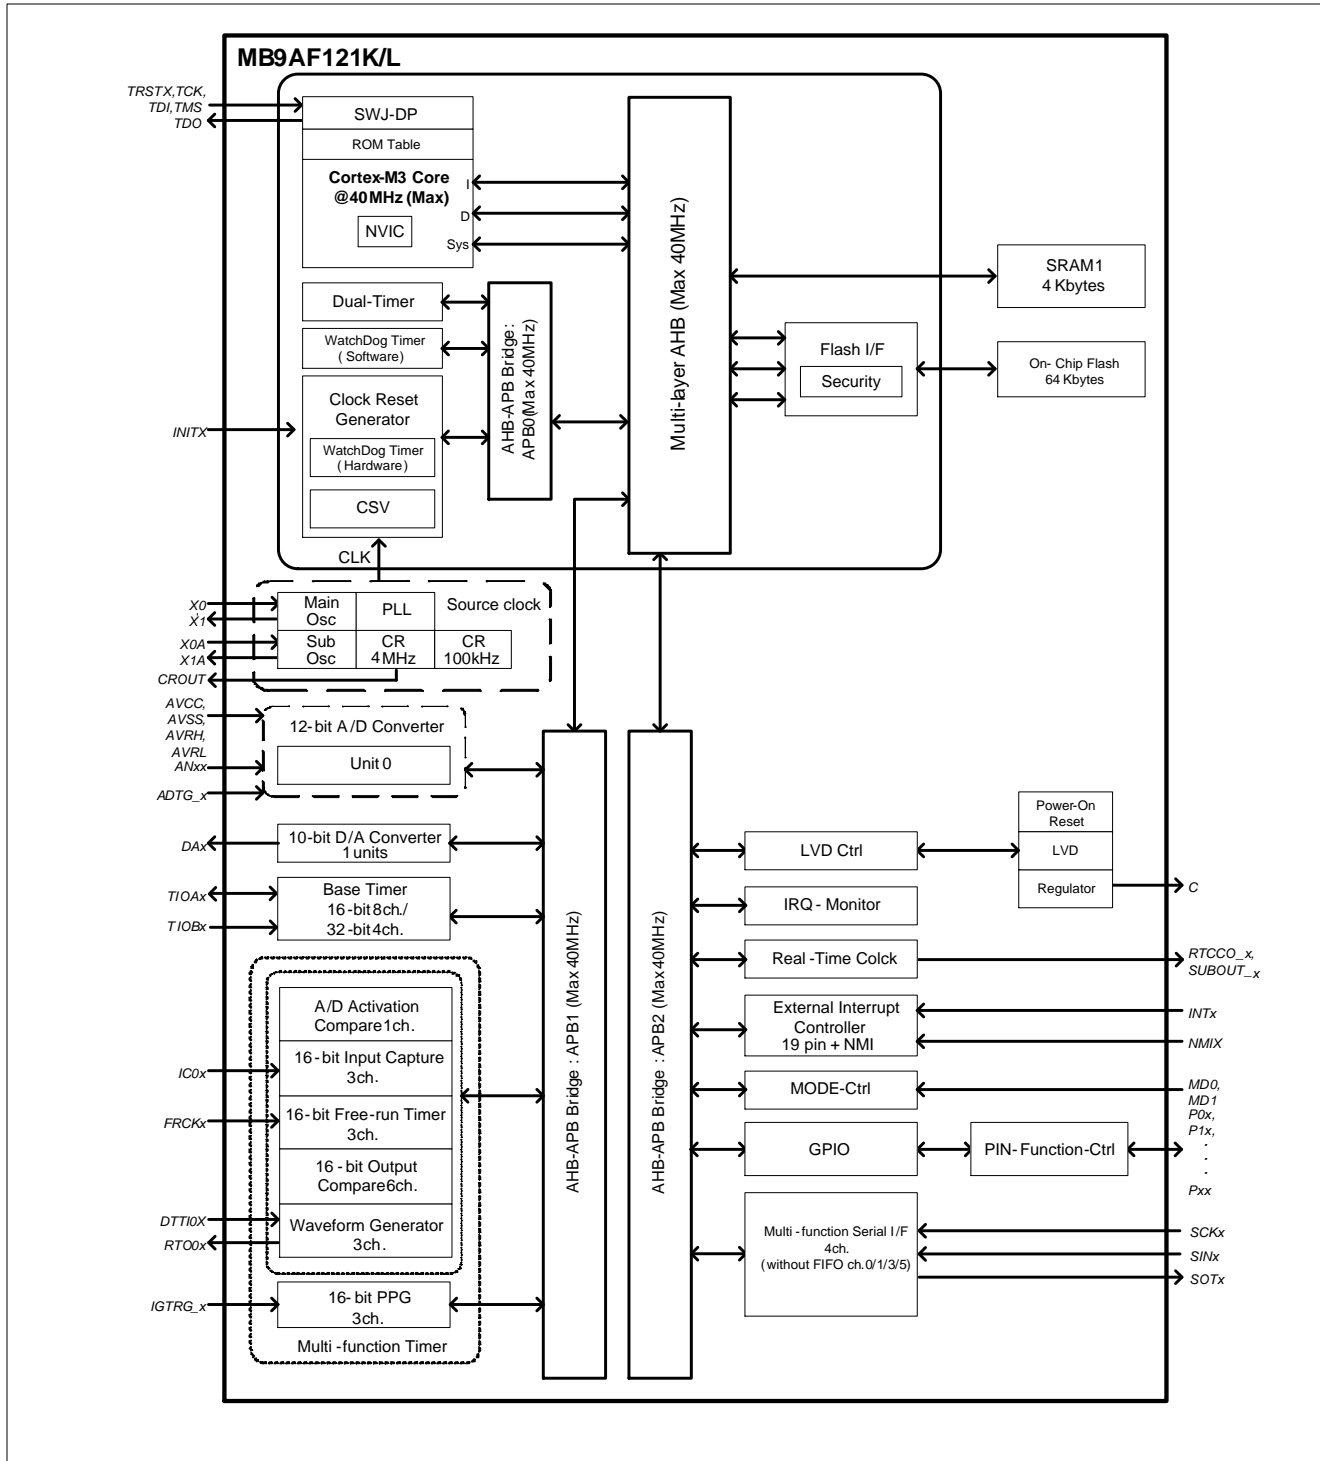 MB9AF121K/L
TRSTX,TCK,
TDI,TMS
TDO
SWJ-DP
ROM Table
Cortex-M3 Core
@40MHz (Max)
I
D
Sys
NVIC
Dual-Timer
WatchDog Timer
(Software)
Clock Reset
Generator
WatchDog Timer
(Hardware)
CSV
INITX
CLK
AHB-APB Bridge:
APB0(Max 40MHz)
Multi-layer AHB (Max 40MHz)
Flash I/F
Security
SRAM1
4 Kbytes
On- Chip Flash
64 Kbytes
X0
X1
X0A
X1A
CROUT
Main
Osc
PLL
Source clock
Sub
Osc
CR
4MHz
CR
100kHz
AVCC,
AVSS,
AVRH,
AVRL
ANxx
ADTG_x
12-bit A/D Converter
Unit 0
DAx
10-bit D/A Converter
1 units
TIOAx
TIOBx
Base Timer
16-bit 8ch./
32-bit 4ch.
A/D Activation
Compare 1ch.
IC0x
16-bit Input Capture
3ch.
FRCKx
16-bit Free-run Timer
3ch.
16 - bit Output
Compare 6ch.
DTTI0X
RTO0x
Waveform Generator
3ch.
IGTRG_x
16- bit PPG
3ch.
Multi -function Timer
AHB-APB Bridge : APB1 (Max 40MHz)
AHB-APB Bridge : APB2 (Max 40MHz)
LVD Ctrl
Power-On
Reset
LVD
Regulator
C
IRQ - Monitor
Real -Time Colck
RTCCO_x,
SUBOUT_x
External Interrupt
Controller
19 pin + NMI
INTx
NMIX
MODE-Ctrl
MD0,
MD1
GPIO
PIN- Function-Ctrl
P0x,
P1x,
.
.
.
Pxx
Multi -function Serial I/F
4ch.
(without FIFO ch.0/1/3/5)
SCKx
SINx
SOTx